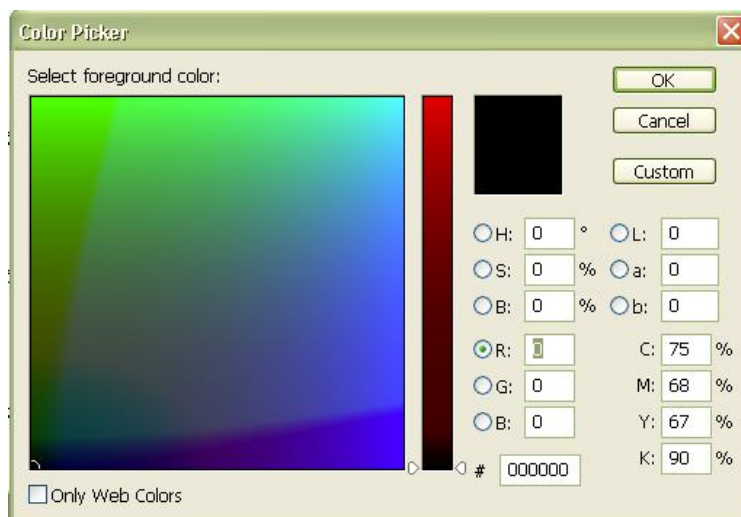 Color Picker
Select foreground color:
OK
Cancel
Custom
H: 0 ° L: 0
S: 0 % a: 0
B: 0 % b: 0
R: 0 C: 75 %
G: 0 M: 68 %
B: 0 Y: 67 %
# 000000 K: 90 %
Only Web Colors